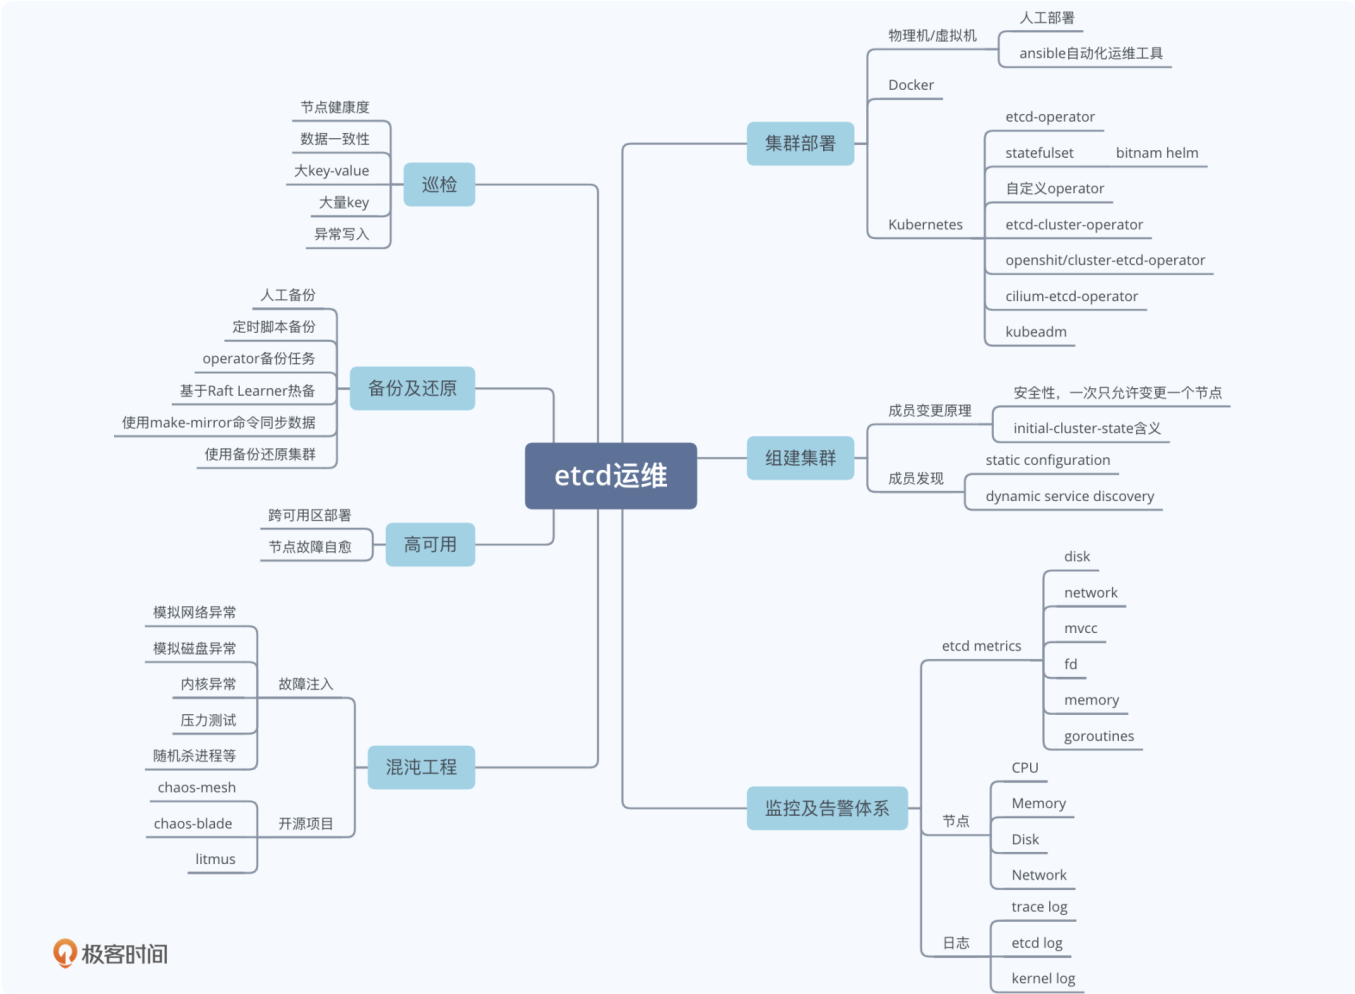 etcd运维
集群部署
物理机/虚拟机
人工部署
ansible自动化运维工具
Docker
Kubernetes
etcd-operator
statefulset
bitnam helm
自定义operator
etcd-cluster-operator
openshit/cluster-etcd-operator
cilium-etcd-operator
kubeadm
组建集群
成员变更原理
安全性，一次只允许变更一个节点
initial-cluster-state含义
成员发现
static configuration
dynamic service discovery
监控及告警体系
etcd metrics
disk
network
mvcc
fd
memory
goroutines
节点
CPU
Memory
Disk
Network
日志
trace log
etcd log
kernel log
巡检
节点健康度
数据一致性
大key-value
大量key
异常写入
备份及还原
人工备份
定时脚本备份
operator备份任务
基于Raft Learner热备
使用make-mirror命令同步数据
使用备份还原集群
高可用
跨可用区部署
节点故障自愈
混沌工程
故障注入
模拟网络异常
模拟磁盘异常
内核异常
压力测试
随机杀进程等
开源项目
chaos-mesh
chaos-blade
litmus
极客时间